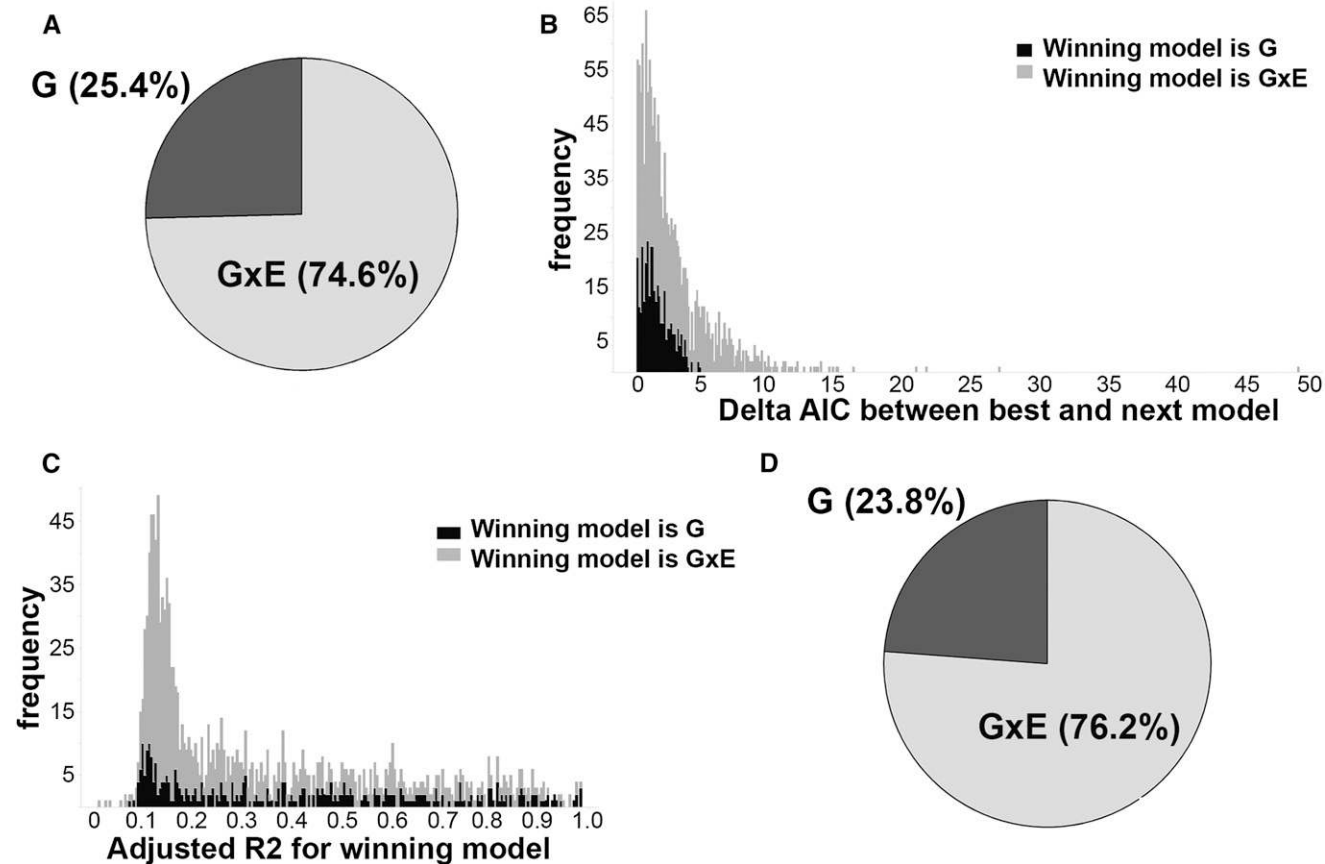 A
G (25.4%)
GxE (74.6%)
B
65
55
45
35
25
15
5
frequency
Winning model is G
Winning model is GxE
0 5 10 15 20 25 30 35 40 45 50
Delta AIC between best and next model
C
45
35
25
15
5
frequency
Winning model is G
Winning model is GxE
0 0.1 0.2 0.3 0.4 0.5 0.6 0.7 0.8 0.9 1.0
Adjusted R2 for winning model
D
G (23.8%)
GxE (76.2%)